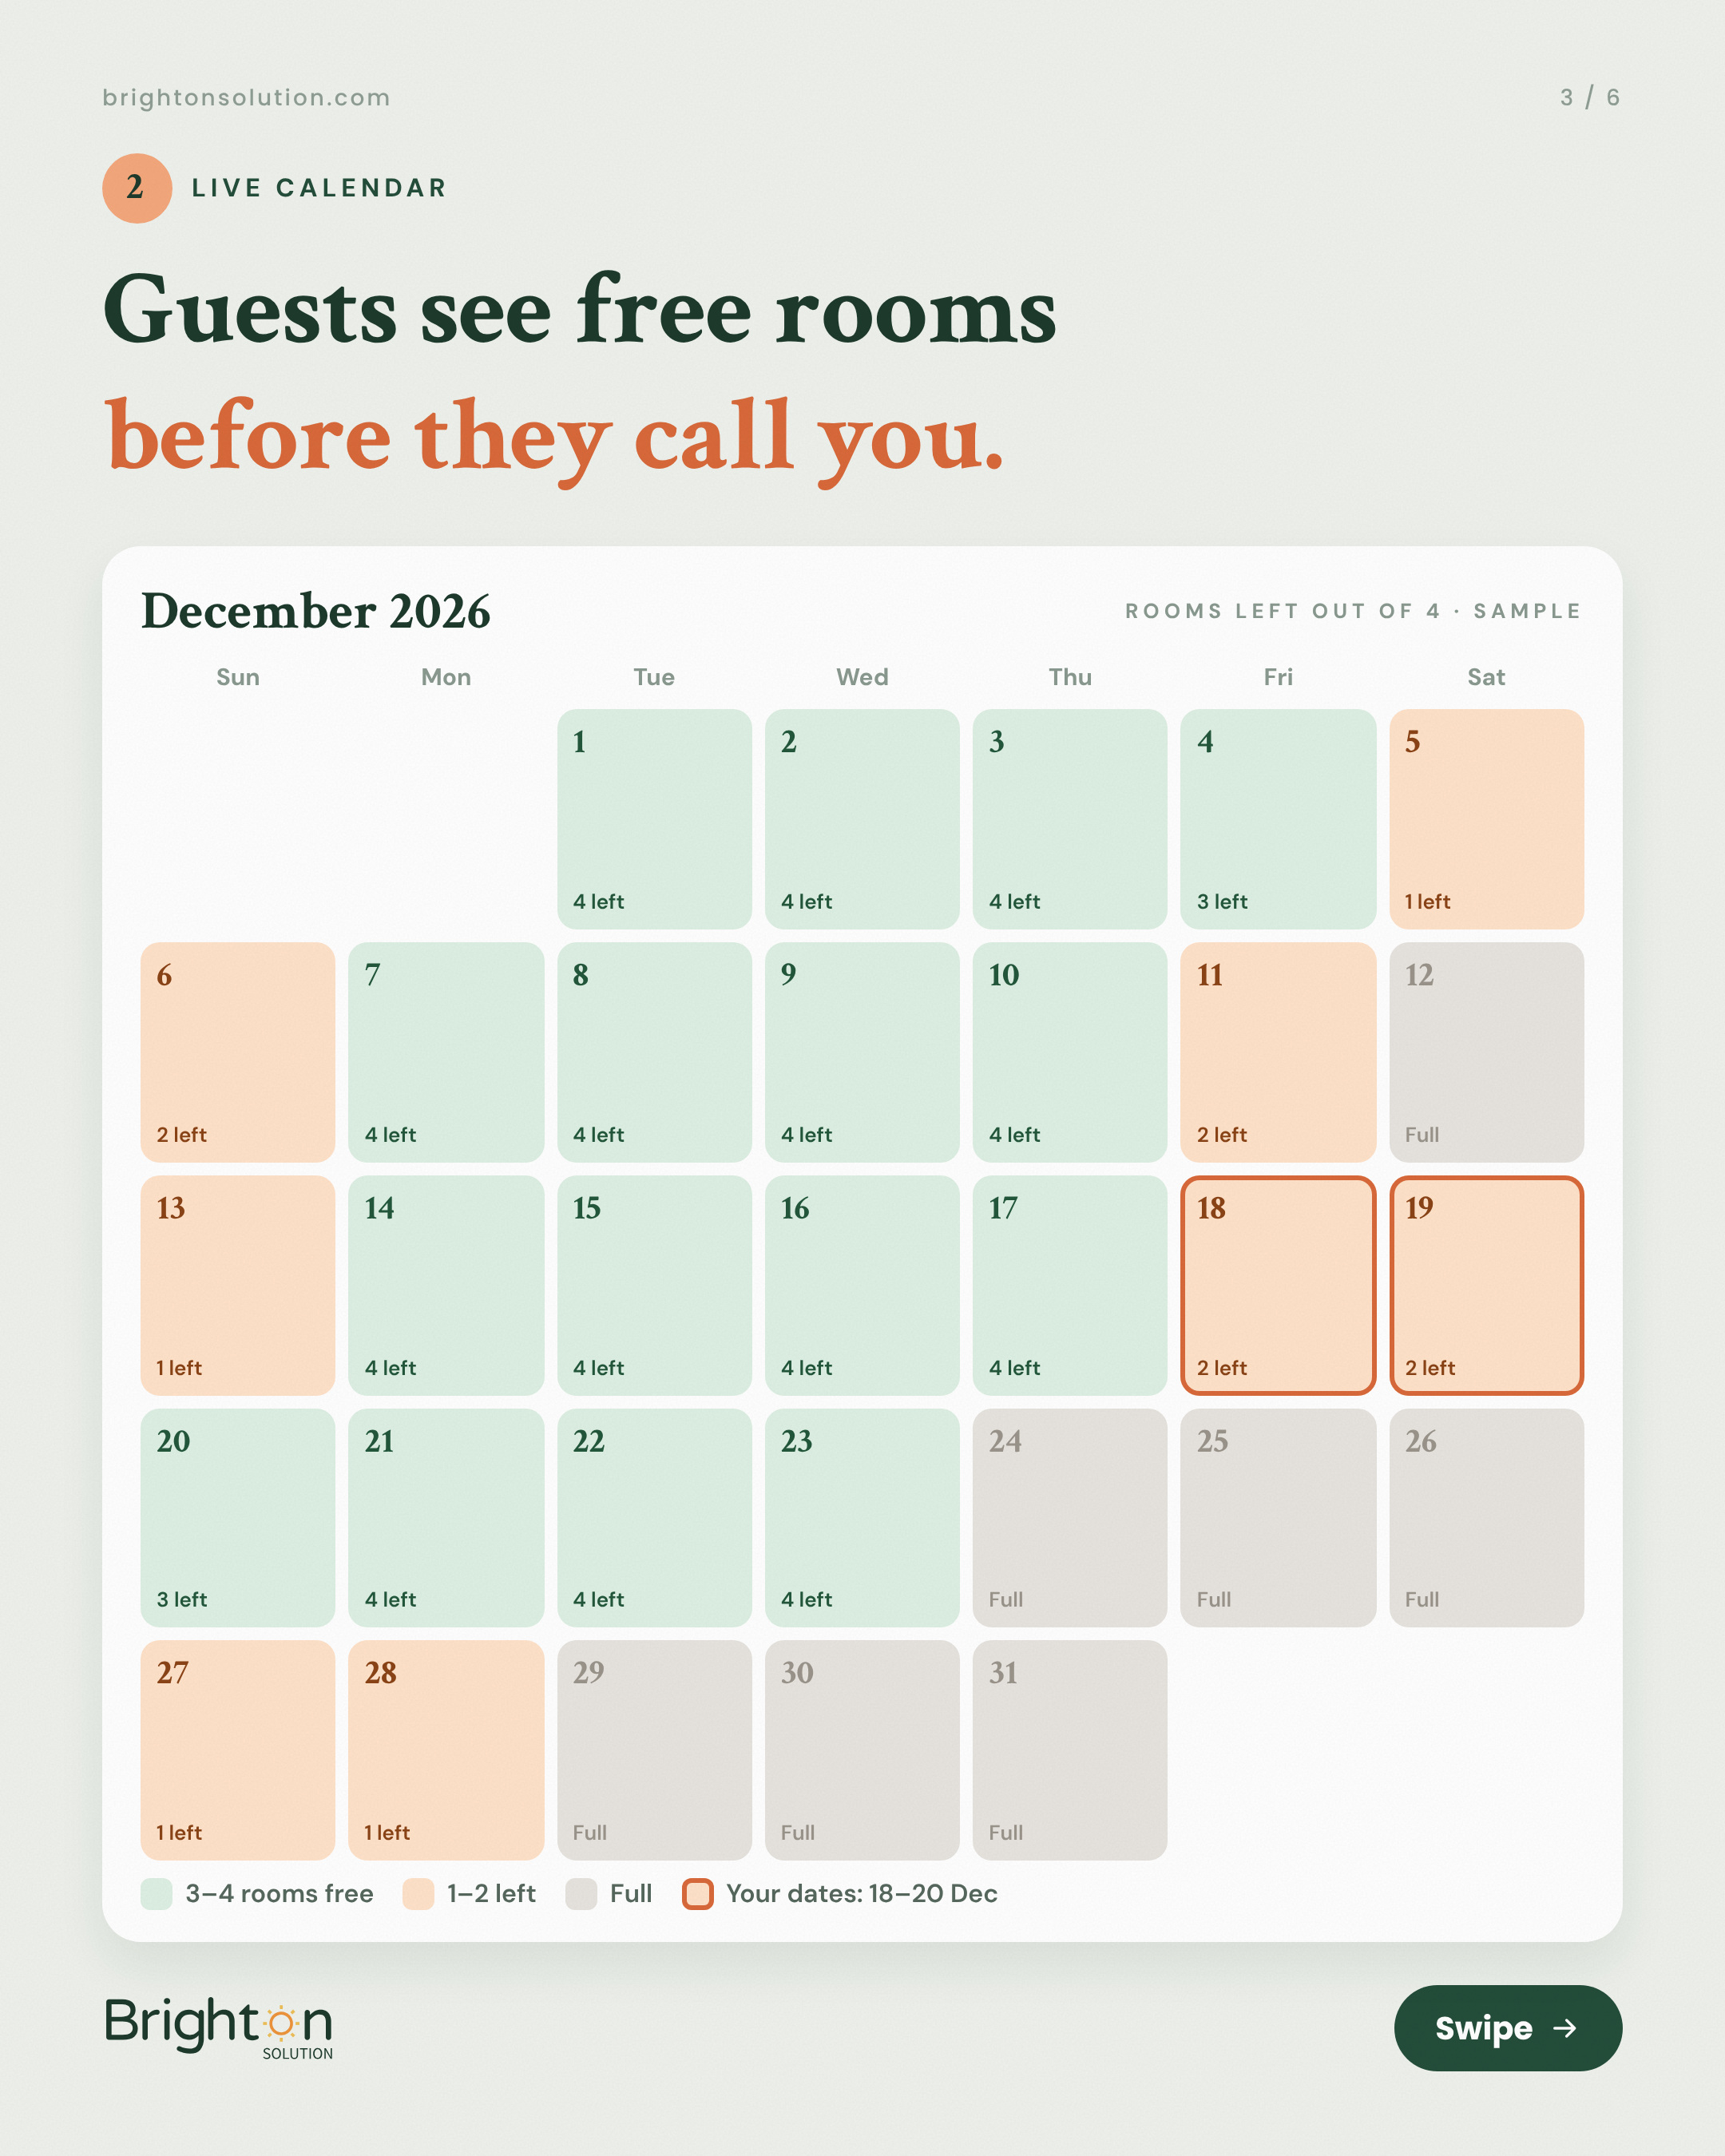 brightonsolution.com
3 / 6
2
LIVE CALENDAR
Guests see free rooms
before they call you.
December 2026
ROOMS LEFT OUT OF 4 · SAMPLE
Sun Mon Tue Wed Thu Fri Sat
1 2 3 4 5
4 left 4 left 4 left 3 left 1 left
6 7 8 9 10 11 12
2 left 4 left 4 left 4 left 4 left 2 left Full
13 14 15 16 17 18 19
1 left 4 left 4 left 4 left 4 left 2 left 2 left
20 21 22 23 24 25 26
3 left 4 left 4 left 4 left Full Full Full
27 28 29 30 31
1 left 1 left Full Full Full
3–4 rooms free 1–2 left Full Your dates: 18–20 Dec
Brighton
SOLUTION
Swipe →